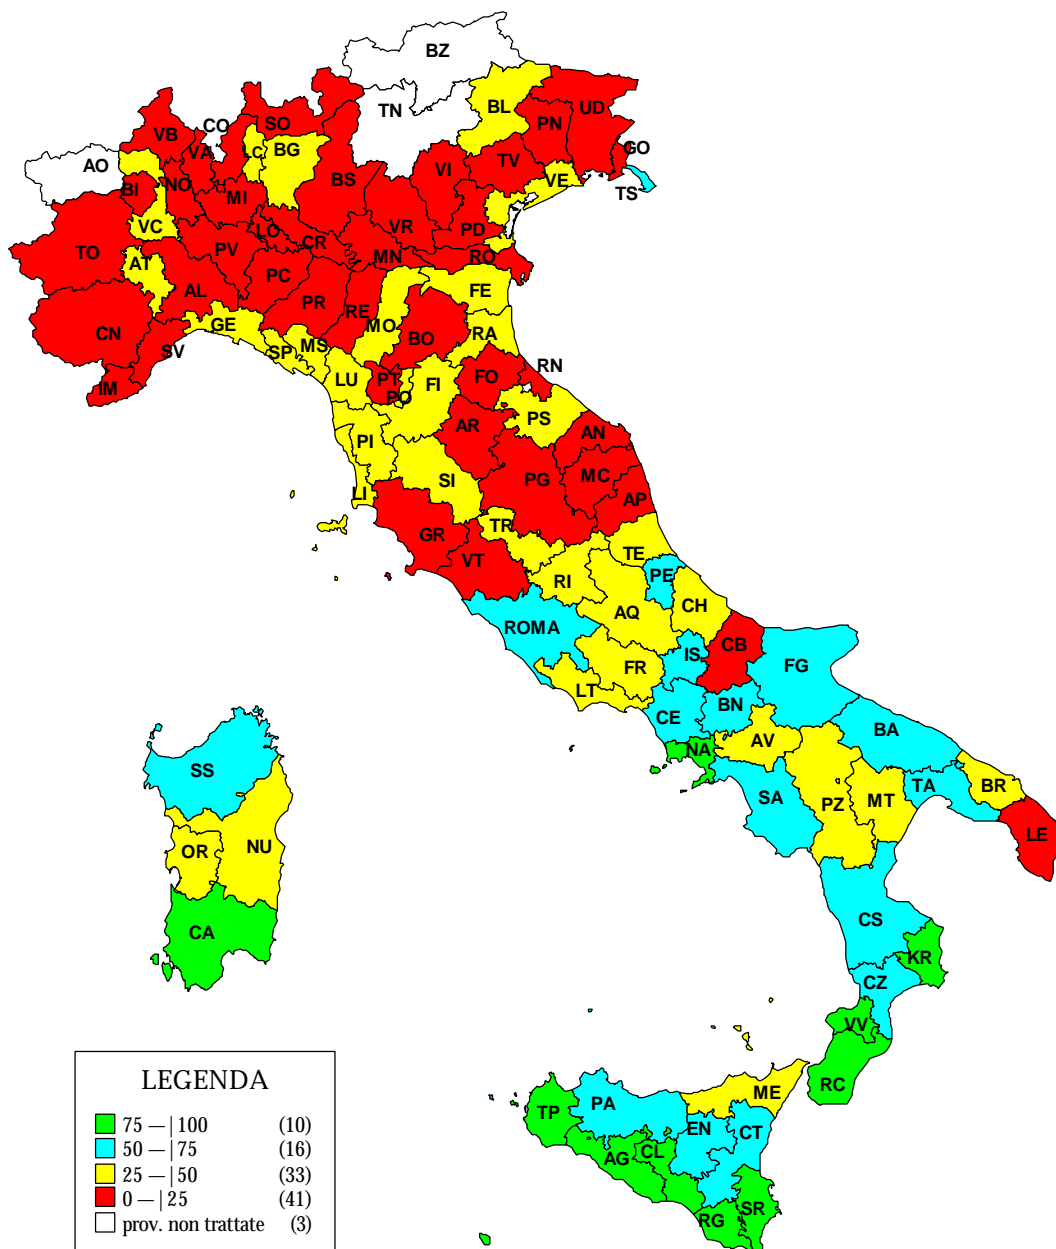 BZ
TN
BL
UD
PN
CO
SO
VB
VA
LC
BG
GO
AO
BS
VI
TV
VE
TS
BI
NO
MI
VC
LO
CR
VR
PD
TO
PV
MN
RO
AT
PC
AL
PR
RE
FE
CN
GE
MO
BO
RA
SV
SP
MS
RN
IM
LU
PT
PO
FI
FO
PS
AR
AN
PI
SI
PG
MC
LI
AP
GR
TR
VT
TE
RI
PE
CH
AQ
ROMA
CB
IS
FR
FG
LT
CE
BN
BA
NA
AV
SS
SA
PZ
MT
TA
BR
LE
OR
NU
CA
CS
KR
CZ
VV
RC
ME
TP
PA
EN
CT
AG
CL
RG
SR
LEGENDA
75 —| 100 (10)
50 —| 75 (16)
25 —| 50 (33)
0 —| 25 (41)
prov. non trattate (3)